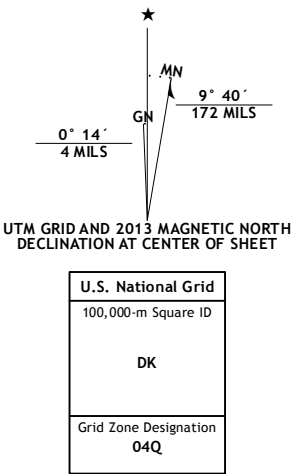 ★
MN
GN
9° 40´
172 MILS
0° 14´
4 MILS
UTM GRID AND 2013 MAGNETIC NORTH
DECLINATION AT CENTER OF SHEET
U.S. National Grid
100,000-m Square ID
DK
Grid Zone Designation
04Q